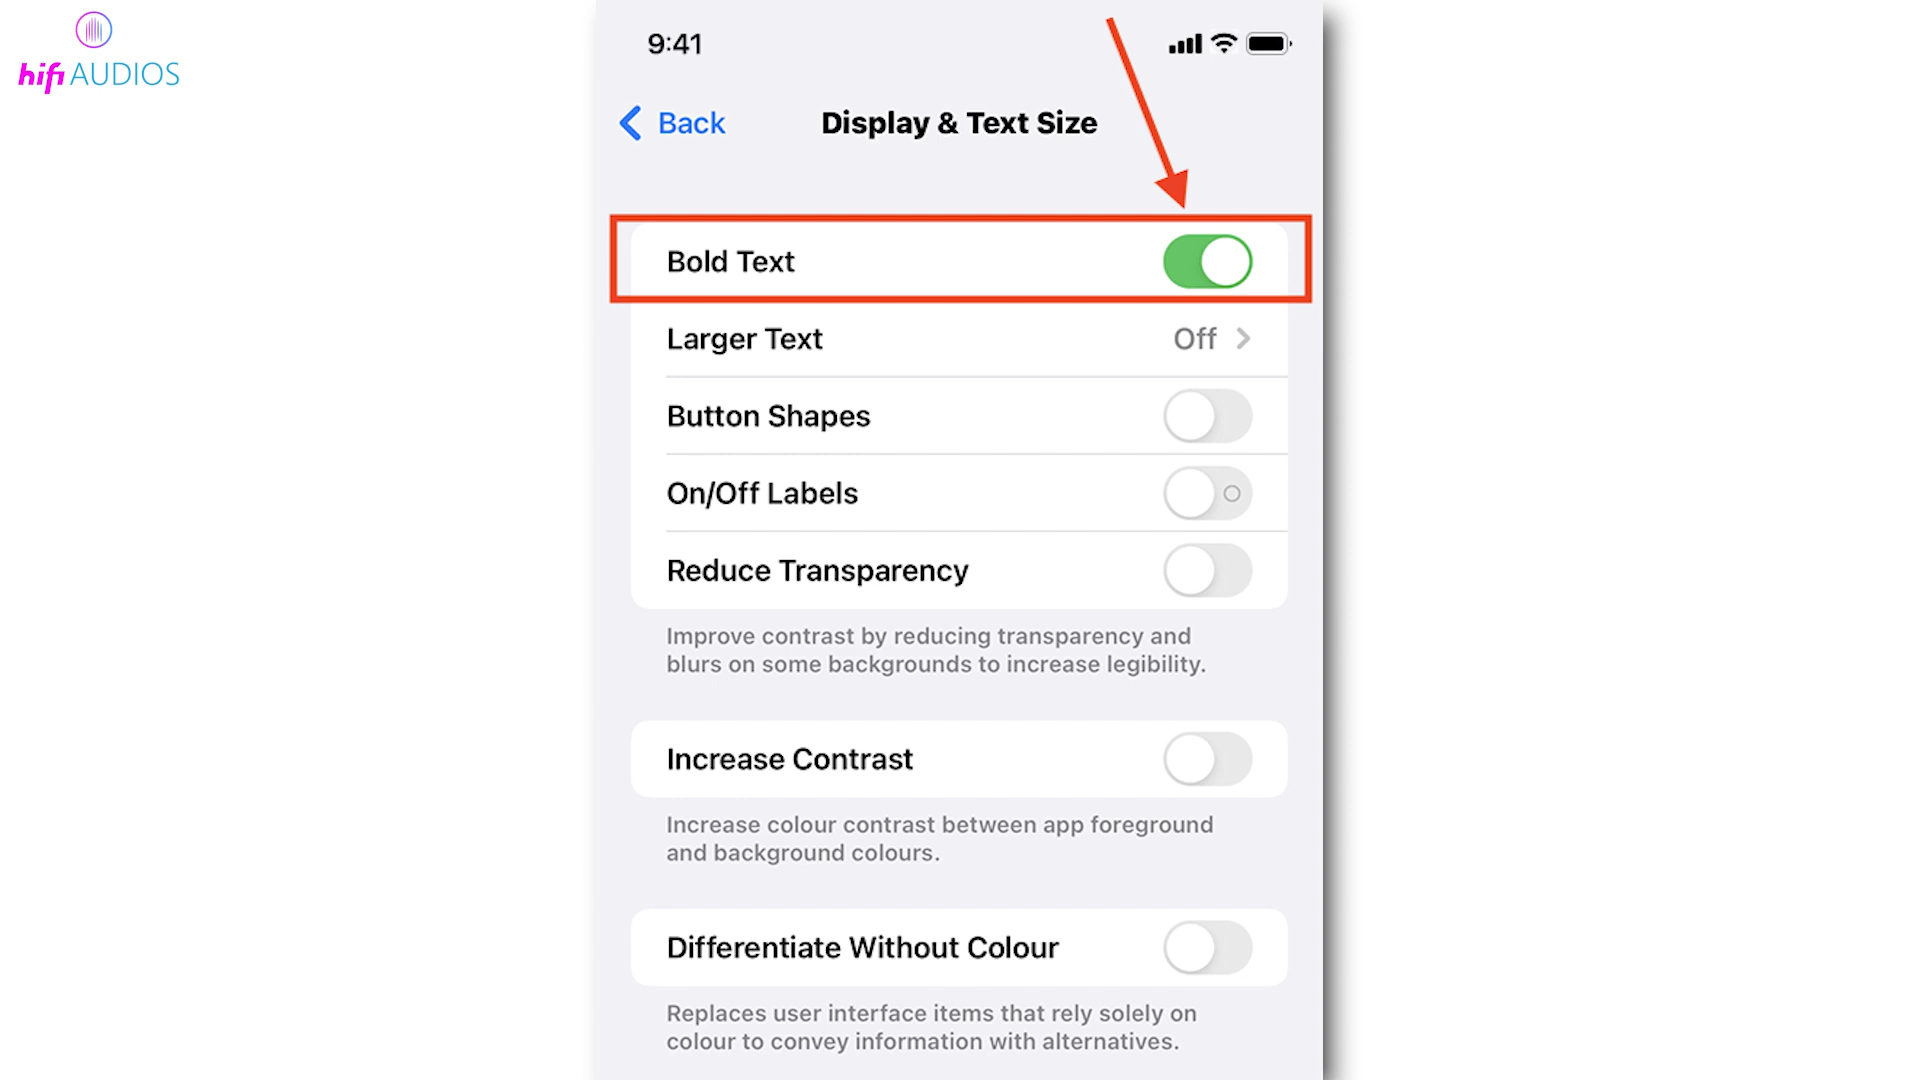 hifi AUDIOS
9:41
Back
Display & Text Size
Bold Text
Larger Text
Off
Button Shapes
On/Off Labels
Reduce Transparency
Improve contrast by reducing transparency and
blurs on some backgrounds to increase legibility.
Increase Contrast
Increase colour contrast between app foreground
and background colours.
Differentiate Without Colour
Replaces user interface items that rely solely on
colour to convey information with alternatives.